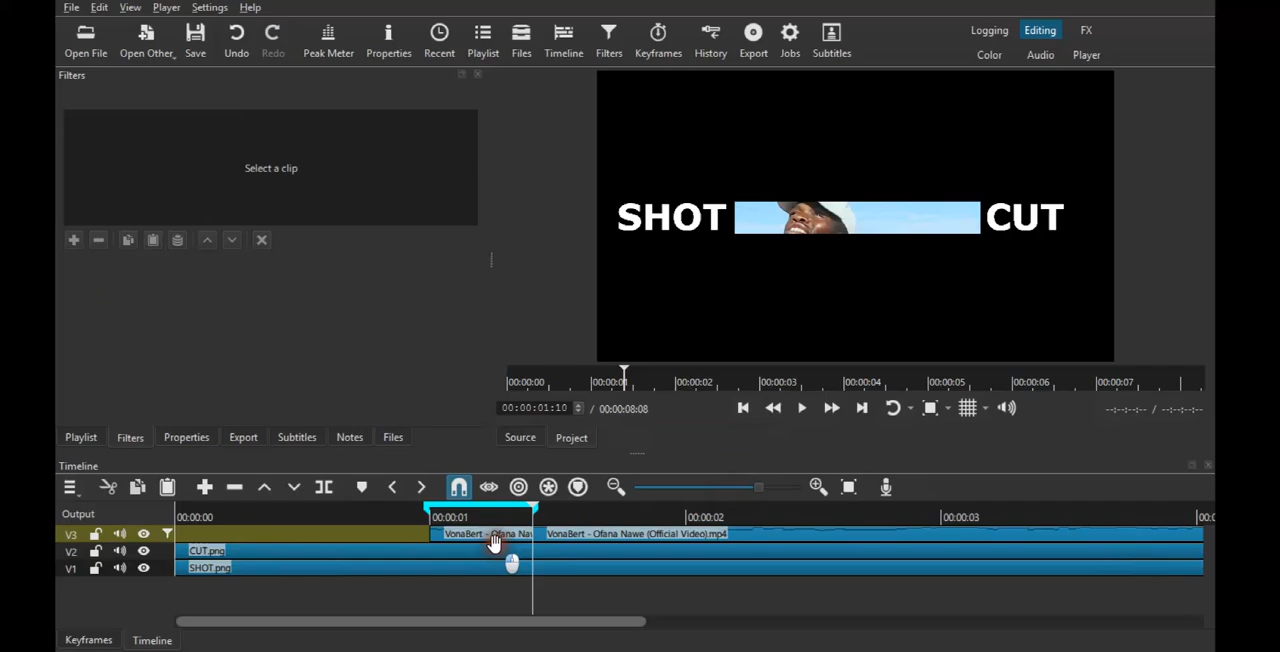 File Edit View Player Settings Help
Open File Open Other Save Undo Redo Peak Meter Properties Recent Playlist Files Timeline Filters Keyframes History Export Jobs Subtitles
Logging Editing FX
Color Audio Player
Filters
Select a clip
SHOT CUT
00:00:00 00:00:01 00:00:02 00:00:03 00:00:04 00:00:05 00:00:06 00:00:07
00:00:01:10 / 00:00:08:08 --:--:--:-- / --:--:--:--
Playlist Filters Properties Export Subtitles Notes Files
Source Project
Timeline
Output 00:00:00 00:00:01 00:00:02 00:00:03
V3 VonaBert - Ofana Nav VonaBert - Ofana Nawe (Official Video).mp4
V2 CUT.png
V1 SHOT.png
Keyframes Timeline